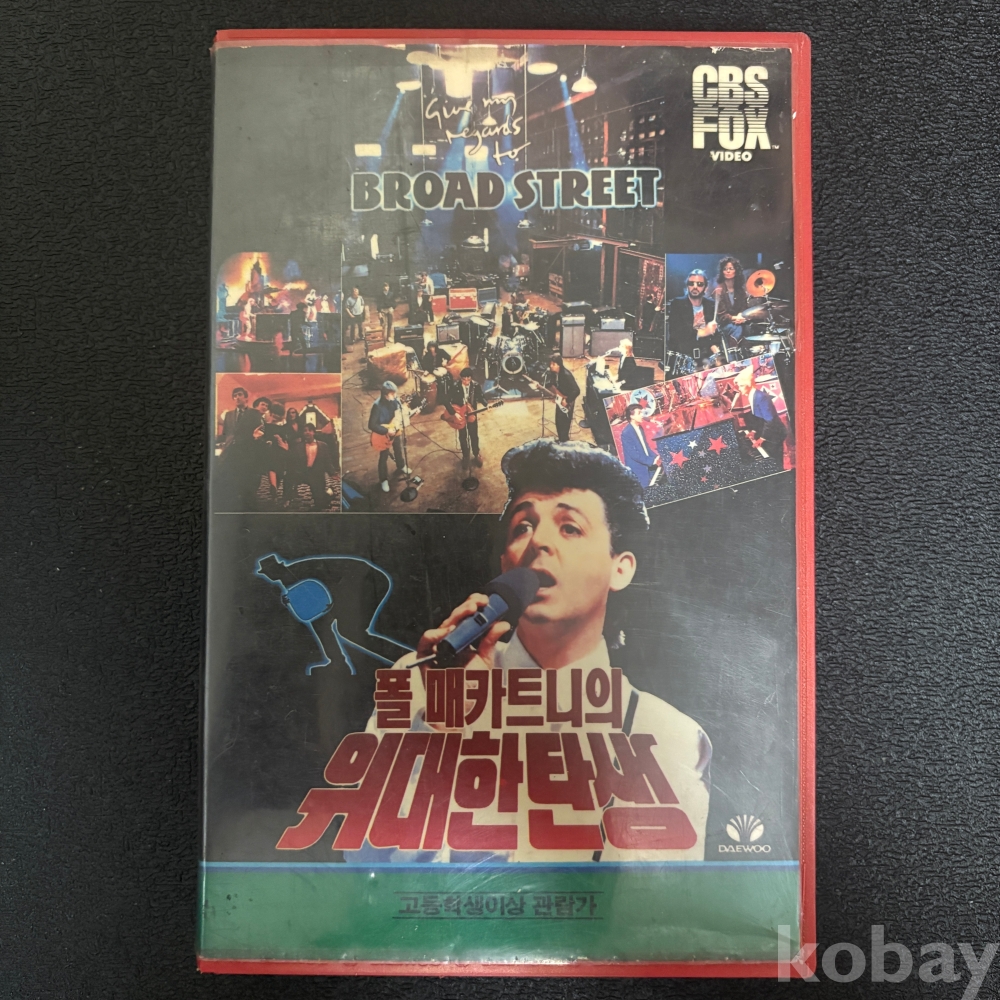 Give my
regards
to
BROAD STREET
CBS
FOX
VIDEO
TM
폴 매카트니의
위대한탄생
DAEWOO
고등학생이상 관람가
kobay